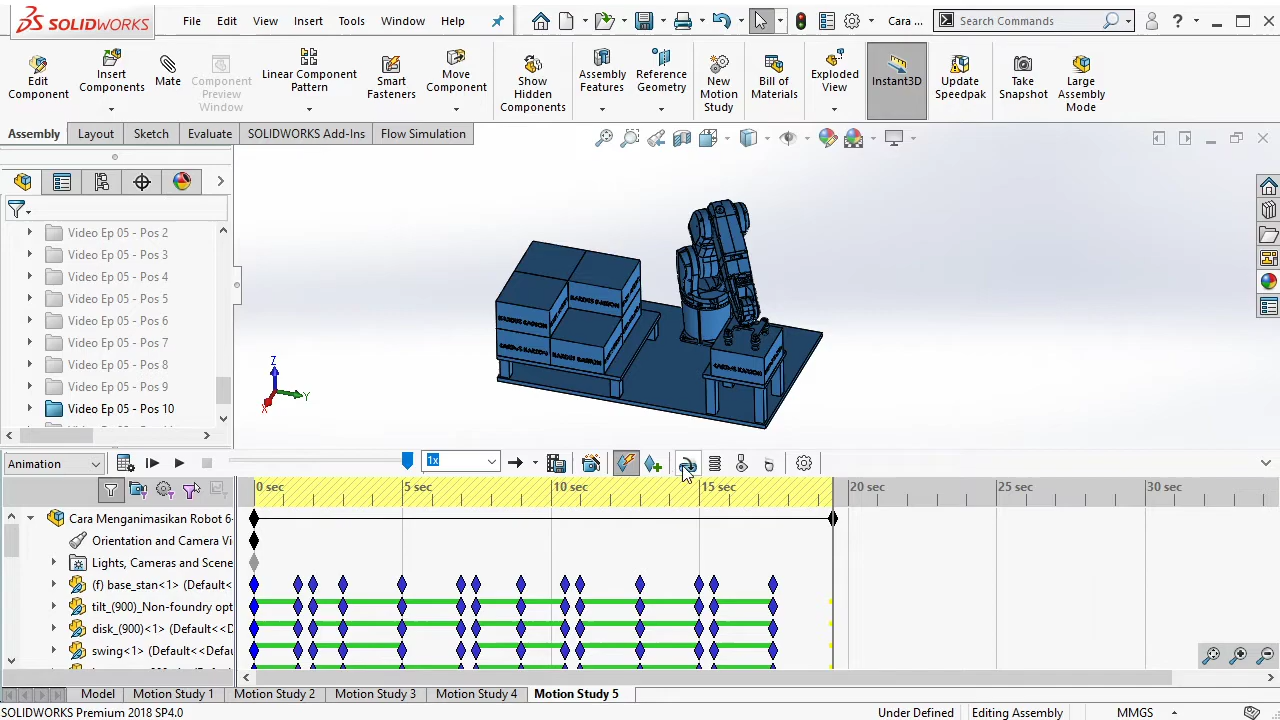 SOLIDWORKS
File Edit View Insert Tools Window Help
Cara ...
Search Commands
Edit Component
Insert Components
Mate
Component Preview Window
Linear Component Pattern
Smart Fasteners
Move Component
Show Hidden Components
Assembly Features
Reference Geometry
New Motion Study
Bill of Materials
Exploded View
Instant3D
Update Speedpak
Take Snapshot
Large Assembly Mode
Assembly Layout Sketch Evaluate SOLIDWORKS Add-Ins Flow Simulation
Video Ep 05 - Pos 2
Video Ep 05 - Pos 3
Video Ep 05 - Pos 4
Video Ep 05 - Pos 5
Video Ep 05 - Pos 6
Video Ep 05 - Pos 7
Video Ep 05 - Pos 8
Video Ep 05 - Pos 9
Video Ep 05 - Pos 10
Z
Y
X
Animation
1x
0 sec 5 sec 10 sec 15 sec 20 sec 25 sec 30 sec
Cara Menganimasikan Robot 6-
Orientation and Camera Vi
Lights, Cameras and Scene
(f) base_stan<1> (Default<
tilt_(900)_Non-foundry opt
disk_(900)<1> (Default<<D
swing<1> (Default<<Defau
Model Motion Study 1 Motion Study 2 Motion Study 3 Motion Study 4 Motion Study 5
SOLIDWORKS Premium 2018 SP4.0
Under Defined Editing Assembly MMGS